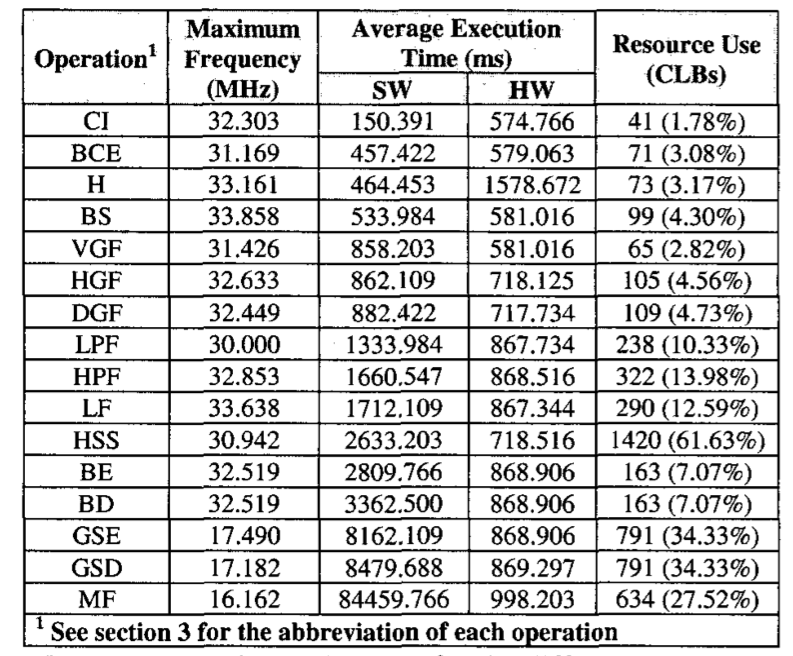 Operation1 Maximum Frequency (MHz) Average Execution Time (ms) Resource Use (CLBs)
SW HW
CI 32.303 150.391 574.766 41 (1.78%)
BCE 31.169 457.422 579.063 71 (3.08%)
H 33.161 464.453 1578.672 73 (3.17%)
BS 33.858 533.984 581.016 99 (4.30%)
VGF 31.426 858.203 581.016 65 (2.82%)
HGF 32.633 862.109 718.125 105 (4.56%)
DGF 32.449 882.422 717.734 109 (4.73%)
LPF 30.000 1333.984 867.734 238 (10.33%)
HPF 32.853 1660.547 868.516 322 (13.98%)
LF 33.638 1712.109 867.344 290 (12.59%)
HSS 30.942 2633.203 718.516 1420 (61.63%)
BE 32.519 2809.766 868.906 163 (7.07%)
BD 32.519 3362.500 868.906 163 (7.07%)
GSE 17.490 8162.109 868.906 791 (34.33%)
GSD 17.182 8479.688 869.297 791 (34.33%)
MF 16.162 84459.766 998.203 634 (27.52%)
1 See section 3 for the abbreviation of each operation